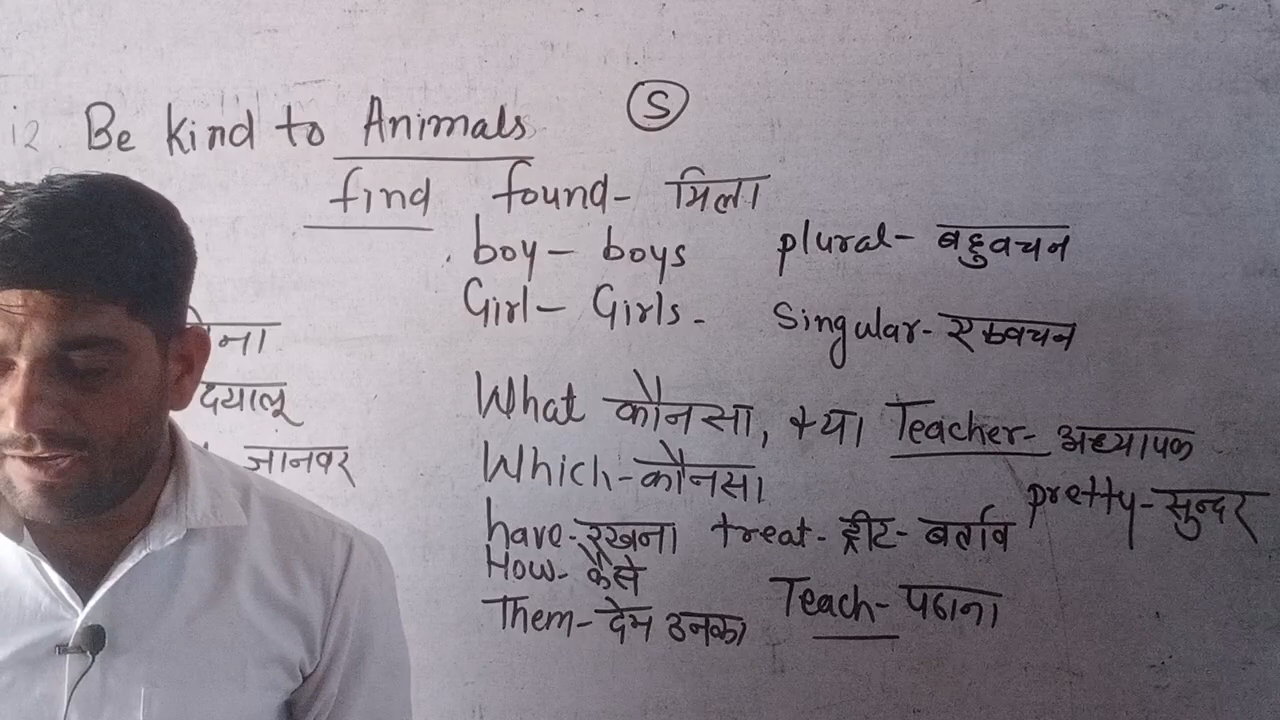 12 Be kind to Animals (S)
find found- मिला
boy- boys plural- बहुवचन
Girl- Girls- Singular- एकवचन
ना
दयालू
जानवर
What कौनसा, क्या Teacher- अध्यापक
Which-कौनसा pretty-सुन्दर
have-रखना treat- ट्रीट- बर्ताव
How- कैसे
Them- देम उनका Teach- पढाना